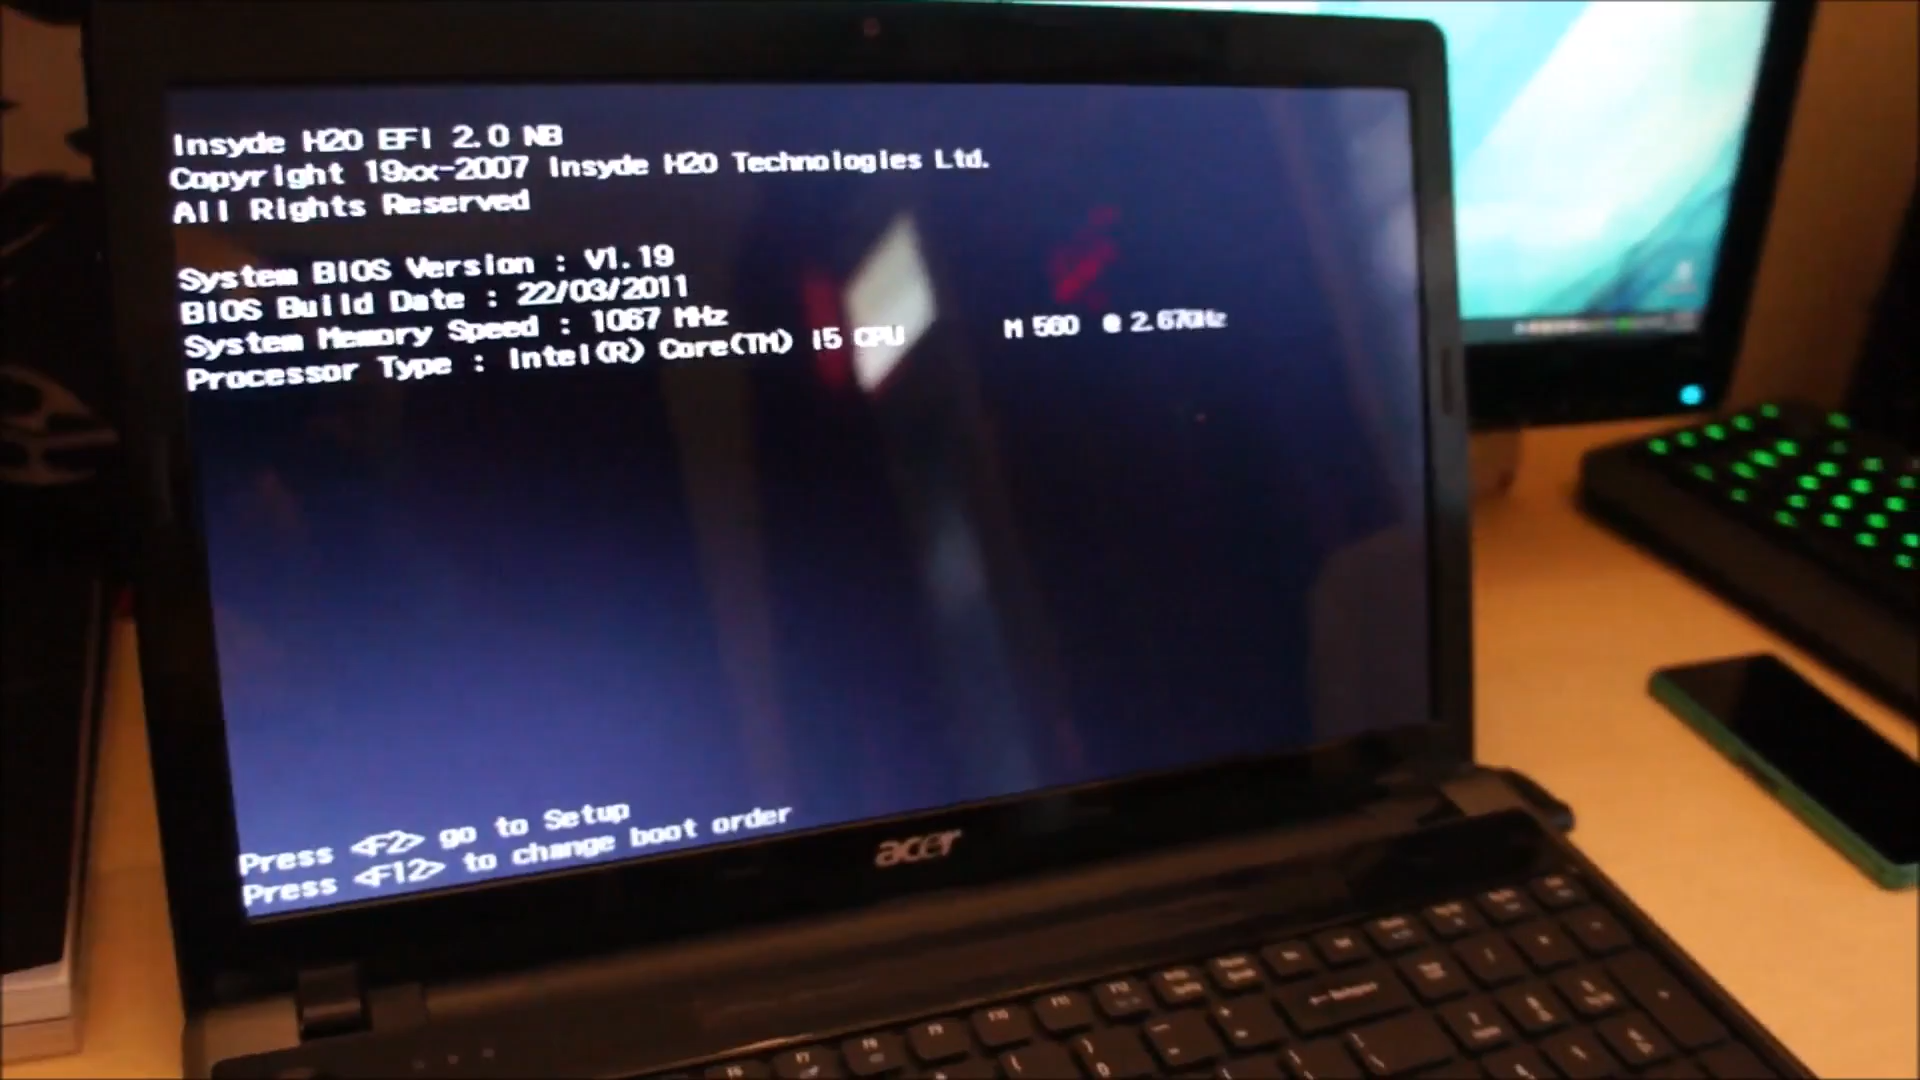 Insyde H2O EFI 2.0 NB
Copyright 19xx-2007 Insyde H2O Technologies Ltd.
All Rights Reserved
System BIOS Version : V1.19
BIOS Build Date : 22/03/2011
System Memory Speed : 1067 MHz
Processor Type : Intel(R) Core(TM) i5 CPU M 560 @ 2.67GHz
Press <F2> go to Setup
Press <F12> to change boot order
acer